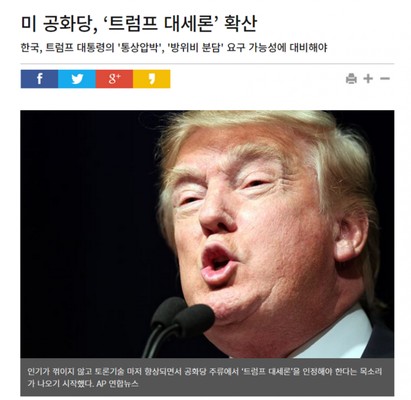 미 공화당, ‘트럼프 대세론’ 확산
한국, 트럼프 대통령의 '통상압박', '방위비 분담' 요구 가능성에 대비해야
f g+
인기가 꺾이지 않고 토론기술 마저 향상되면서 공화당 주류에서 '트럼프 대세론'을 인정해야 한다는 목소리
가 나오기 시작했다. AP 연합뉴스